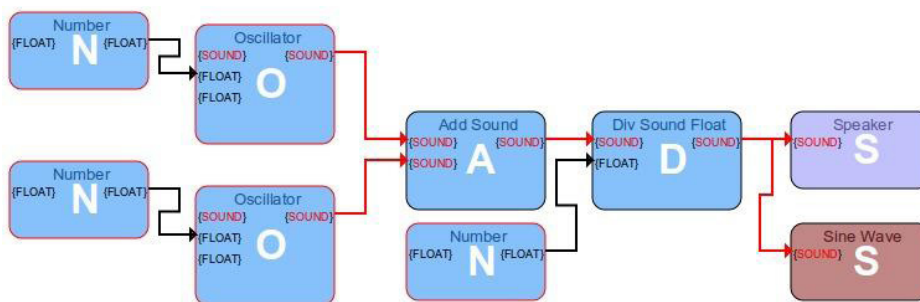 Number
{FLOAT} N {FLOAT}
Oscillator
{SOUND} {SOUND}
{FLOAT} O
{FLOAT}
Number
{FLOAT} N {FLOAT}
Oscillator
{SOUND} {SOUND}
{FLOAT} O
{FLOAT}
Add Sound
{SOUND} {SOUND}
{SOUND} A
Number
{FLOAT} N {FLOAT}
Div Sound Float
{SOUND} {SOUND}
{FLOAT} D
Speaker
{SOUND} S
Sine Wave
{SOUND} S